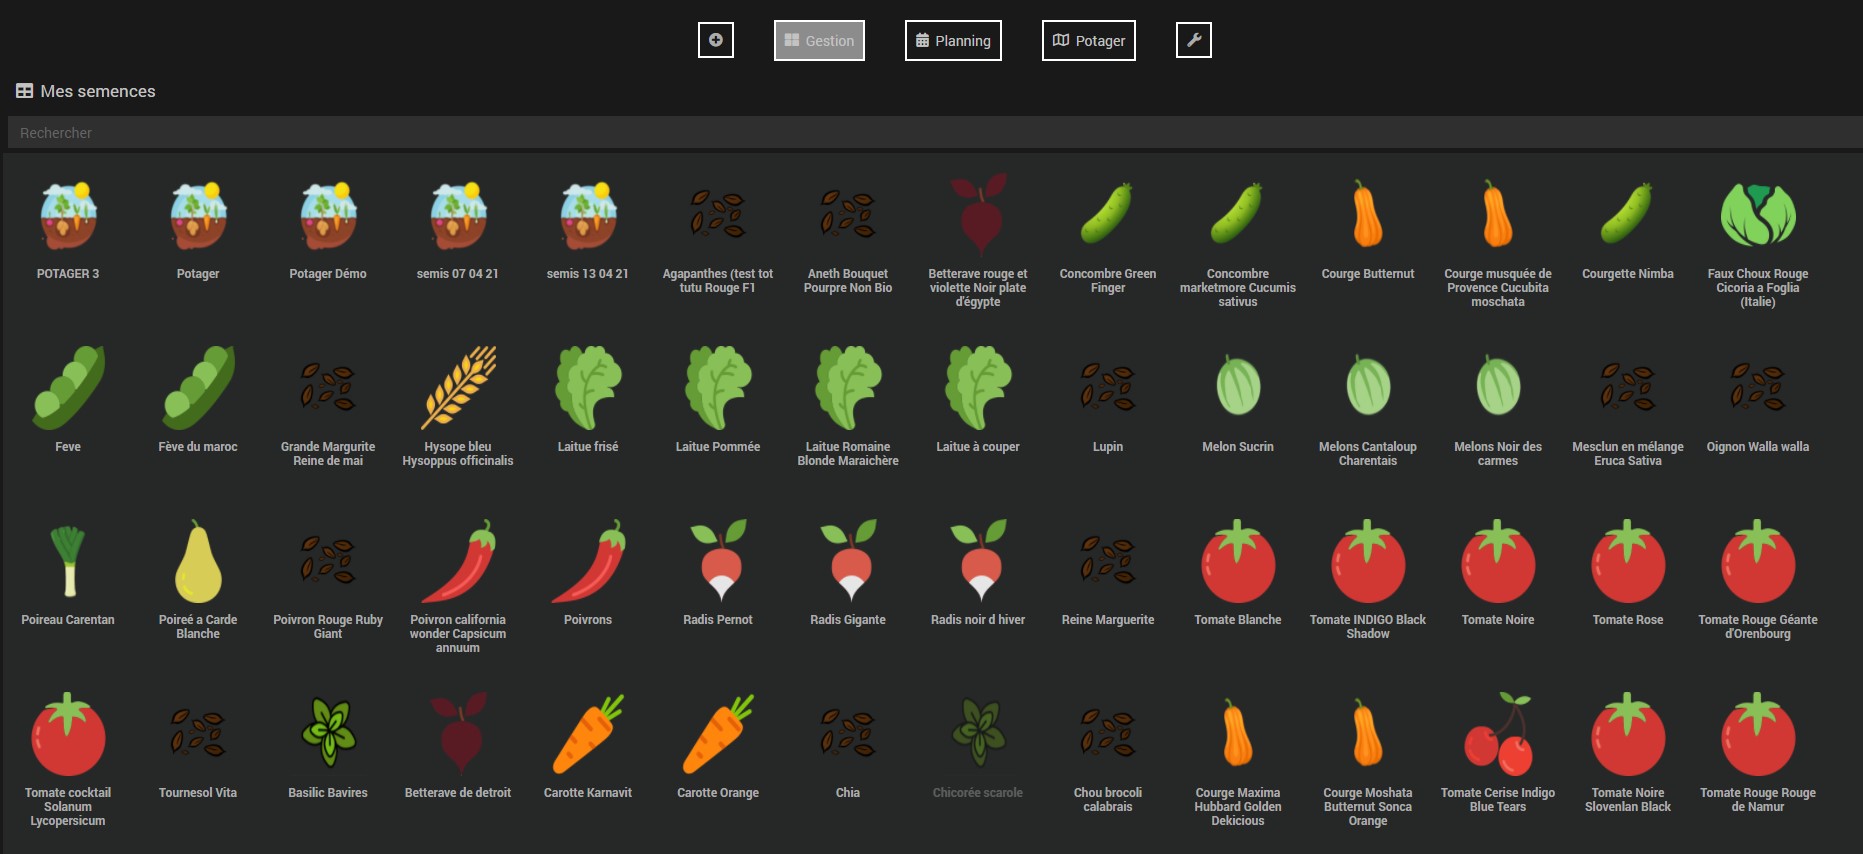 Gestion
Planning
Potager
Mes semences
Rechercher
POTAGER 3
Potager
Potager Démo
semis 07 04 21
semis 13 04 21
Agapanthes (test tot
tutu Rouge F1
Aneth Bouquet
Pourpre Non Bio
Betterave rouge et
violette Noir plate
d'égypte
Concombre Green
Finger
Concombre
marketmore Cucumis
sativus
Courge Butternut
Courge musquée de
Provence Cucubita
moschata
Courgette Nimba
Faux Choux Rouge
Cicoria a Foglia
(Italie)
Feve
Fève du maroc
Grande Margurite
Reine de mai
Hysope bleu
Hysoppus officinalis
Laitue frisé
Laitue Pommée
Laitue Romaine
Blonde Maraichère
Laitue à couper
Lupin
Melon Sucrin
Melons Cantaloup
Charentais
Melons Noir des
carmes
Mesclun en mélange
Eruca Sativa
Oignon Walla walla
Poireau Carentan
Poireé a Carde
Blanche
Poivron Rouge Ruby
Giant
Poivron california
wonder Capsicum
annuum
Poivrons
Radis Pernot
Radis Gigante
Radis noir d hiver
Reine Marguerite
Tomate Blanche
Tomate INDIGO Black
Shadow
Tomate Noire
Tomate Rose
Tomate Rouge Géante
d'Orenbourg
Tomate cocktail
Solanum
Lycopersicum
Tournesol Vita
Basilic Bavires
Betterave de detroit
Carotte Karnavit
Carotte Orange
Chia
Chicorée scarole
Chou brocoli
calabrais
Courge Maxima
Hubbard Golden
Dekicious
Courge Moshata
Butternut Sonca
Orange
Tomate Cerise Indigo
Blue Tears
Tomate Noire
Slovenlan Black
Tomate Rouge Rouge
de Namur